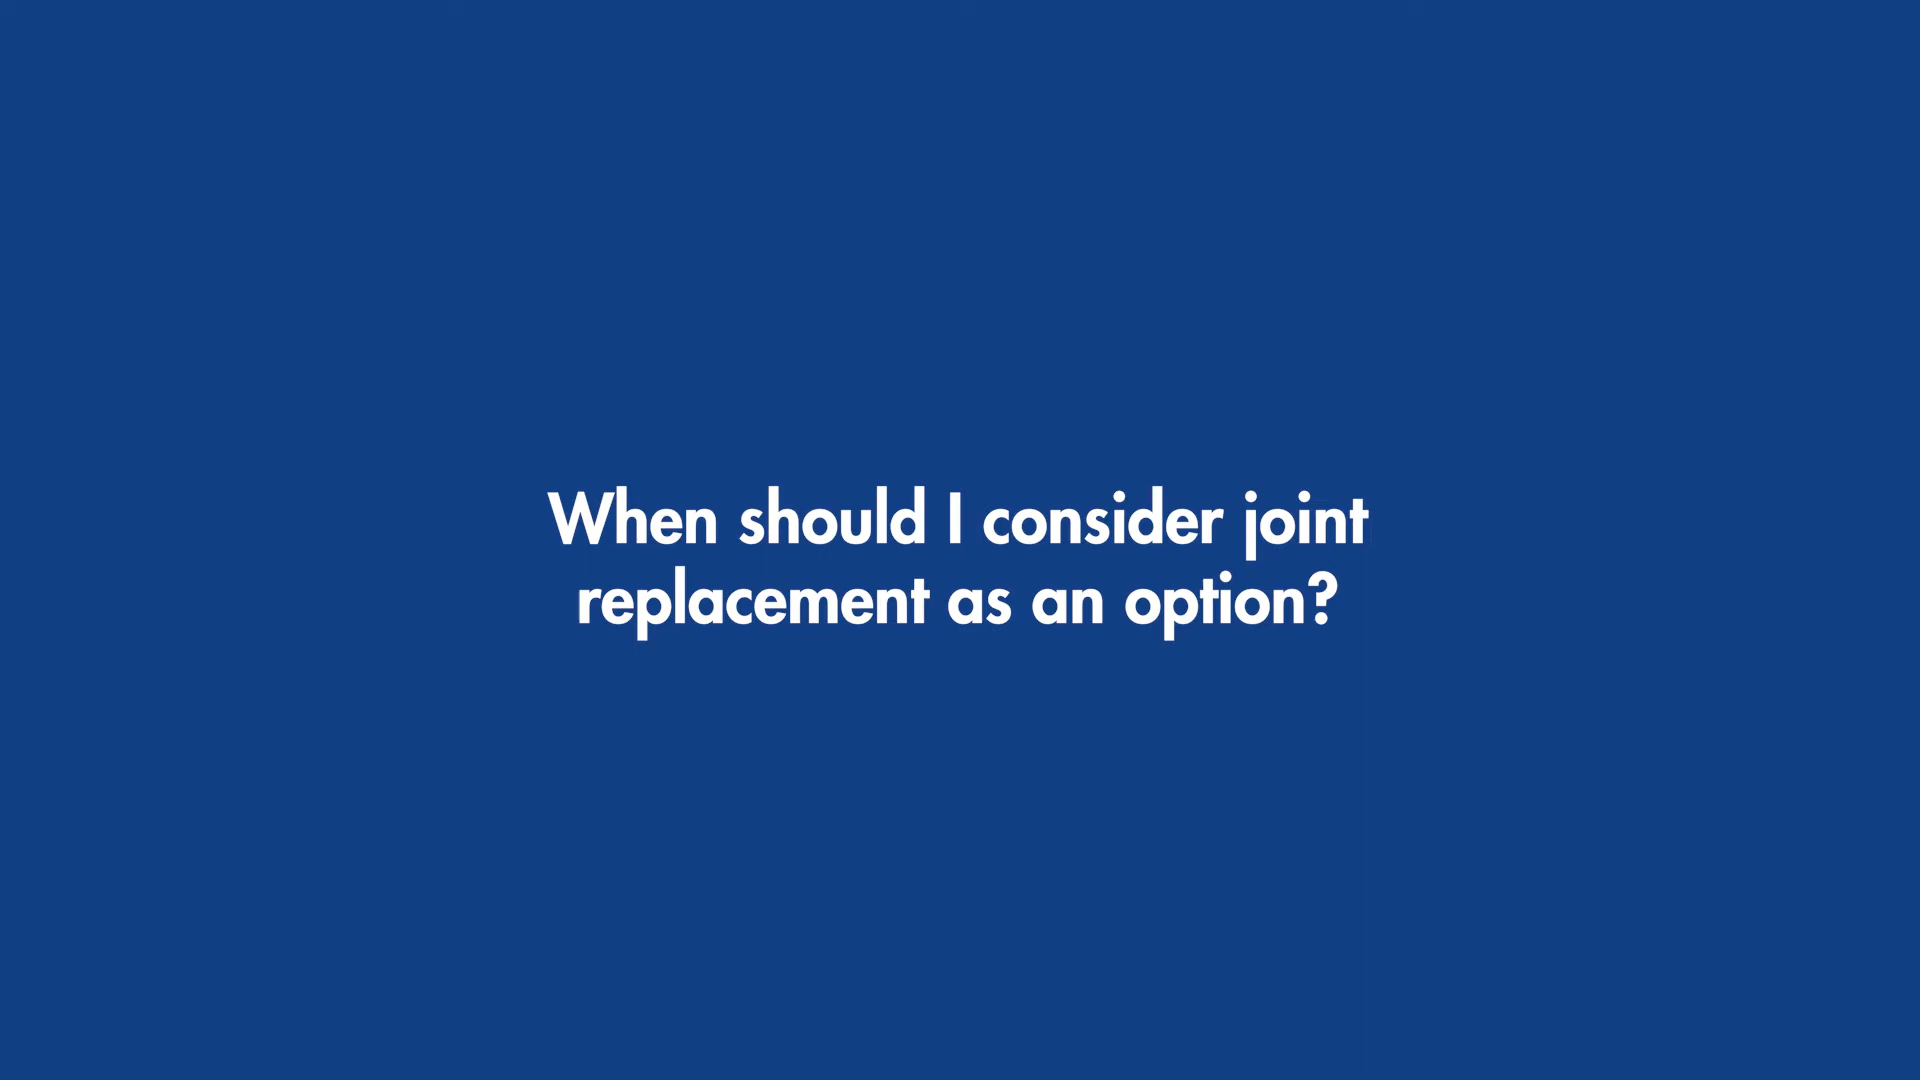 When should I consider joint
replacement as an option?